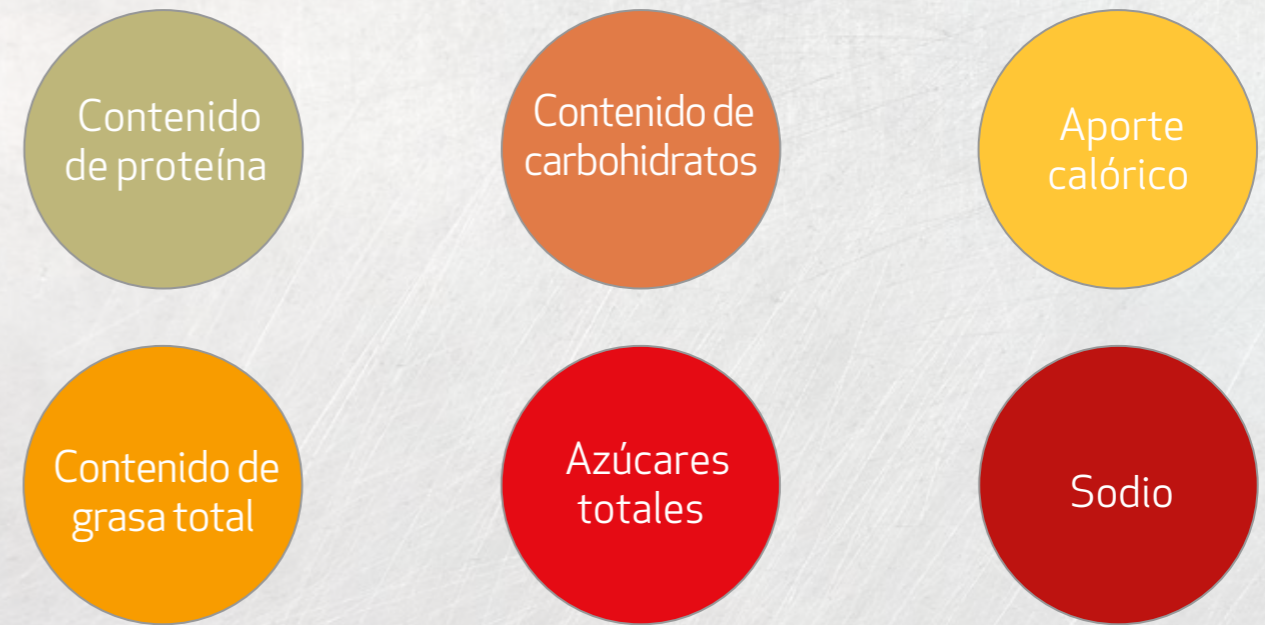 Contenido
de proteína
Contenido de
carbohidratos
Aporte
calórico
Contenido de
grasa total
Azúcares
totales
Sodio